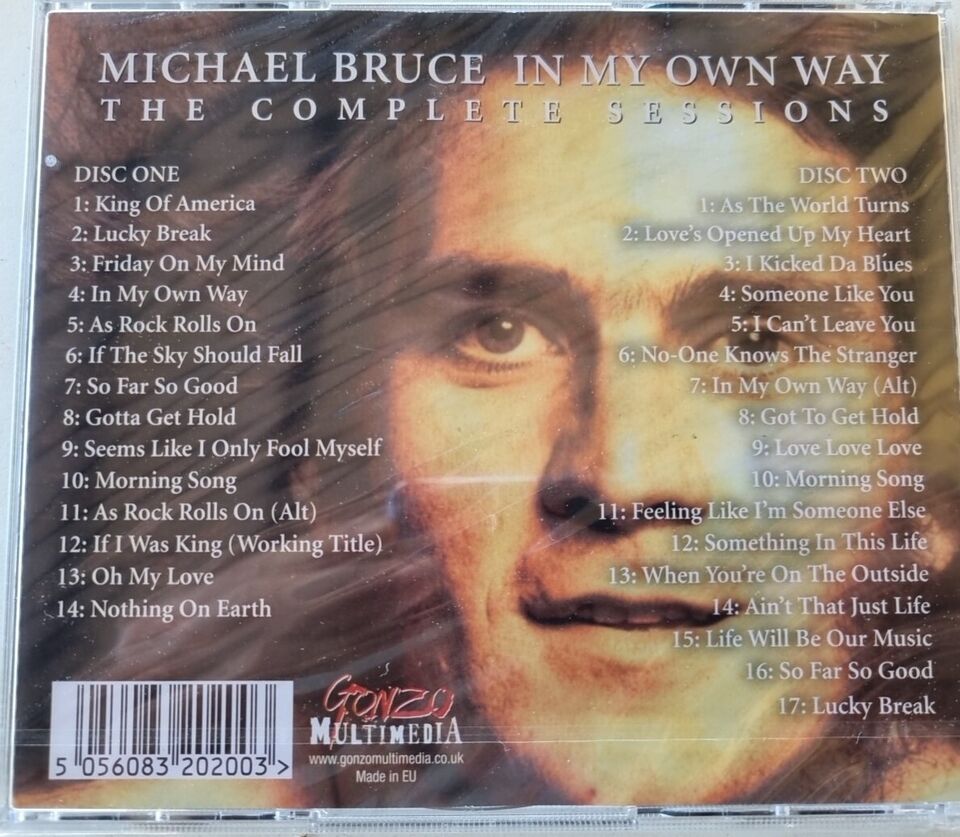 MICHAEL BRUCE IN MY OWN WAY
THE COMPLETE SESSIONS
DISC ONE
1: King Of America
2: Lucky Break
3: Friday On My Mind
4: In My Own Way
5: As Rock Rolls On
6: If The Sky Should Fall
7: So Far So Good
8: Gotta Get Hold
9: Seems Like I Only Fool Myself
10: Morning Song
11: As Rock Rolls On (Alt)
12: If I Was King (Working Title)
13: Oh My Love
14: Nothing On Earth
DISC TWO
1: As The World Turns
2: Love's Opened Up My Heart
3: I Kicked Da Blues
4: Someone Like You
5: I Can't Leave You
6: No-One Knows The Stranger
7: In My Own Way (Alt)
8: Got To Get Hold
9: Love Love Love
10: Morning Song
11: Feeling Like I'm Someone Else
12: Something In This Life
13: When You're On The Outside
14: Ain't That Just Life
15: Life Will Be Our Music
16: So Far So Good
17: Lucky Break
5 056083 202003 >
GONZO
MULTIMEDIA
www.gonzomultimedia.co.uk
Made in EU